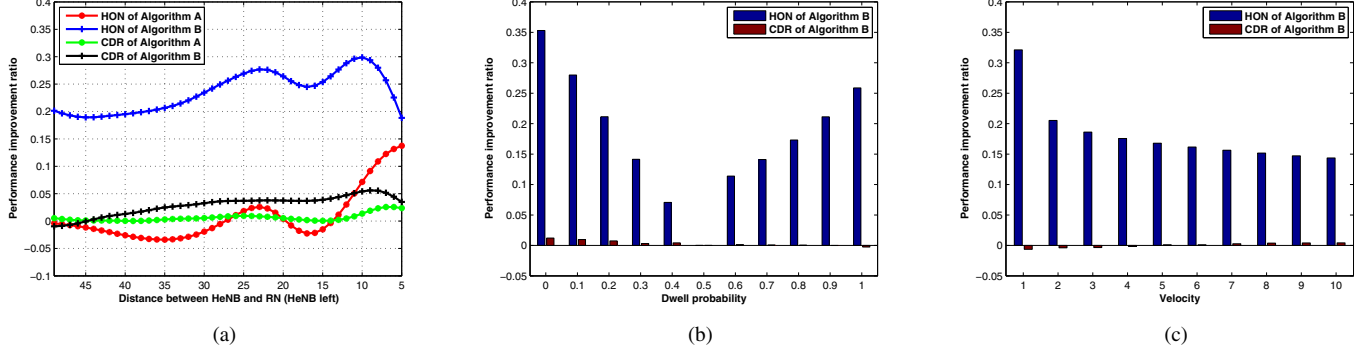 HON of Algorithm A
HON of Algorithm B
CDR of Algorithm A
CDR of Algorithm B
Performance improvement ratio
0.4
0.35
0.3
0.25
0.2
0.15
0.1
0.05
0
−0.05
−0.1
45 40 35 30 25 20 15 10 5
Distance between HeNB and RN (HeNB left)
(a)
HON of Algorithm B
CDR of Algorithm B
Performance improvement ratio
0.4
0.35
0.3
0.25
0.2
0.15
0.1
0.05
0
−0.05
0 0.1 0.2 0.3 0.4 0.5 0.6 0.7 0.8 0.9 1
Dwell probability
(b)
HON of Algorithm B
CDR of Algorithm B
Performance improvement ratio
0.4
0.35
0.3
0.25
0.2
0.15
0.1
0.05
0
−0.05
1 2 3 4 5 6 7 8 9 10
Velocity
(c)